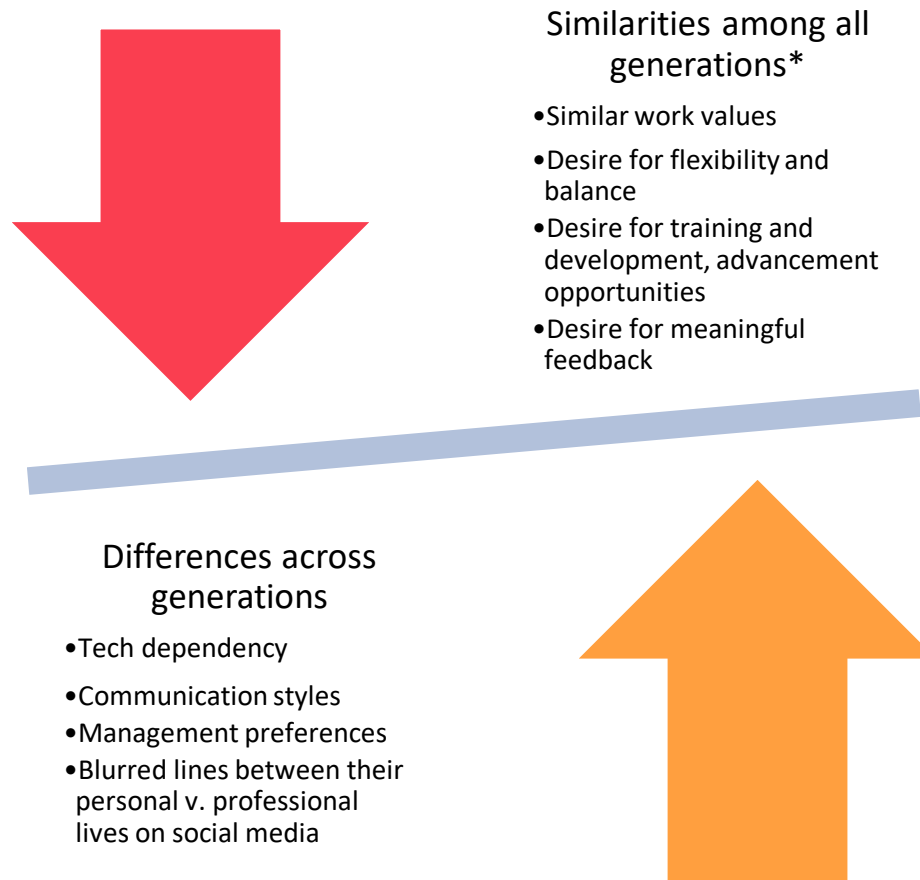 Similarities among all
generations*
•Similar work values
•Desire for flexibility and
balance
•Desire for training and
development, advancement
opportunities
•Desire for meaningful
feedback
Differences across
generations
•Tech dependency
•Communication styles
•Management preferences
•Blurred lines between their
personal v. professional
lives on social media